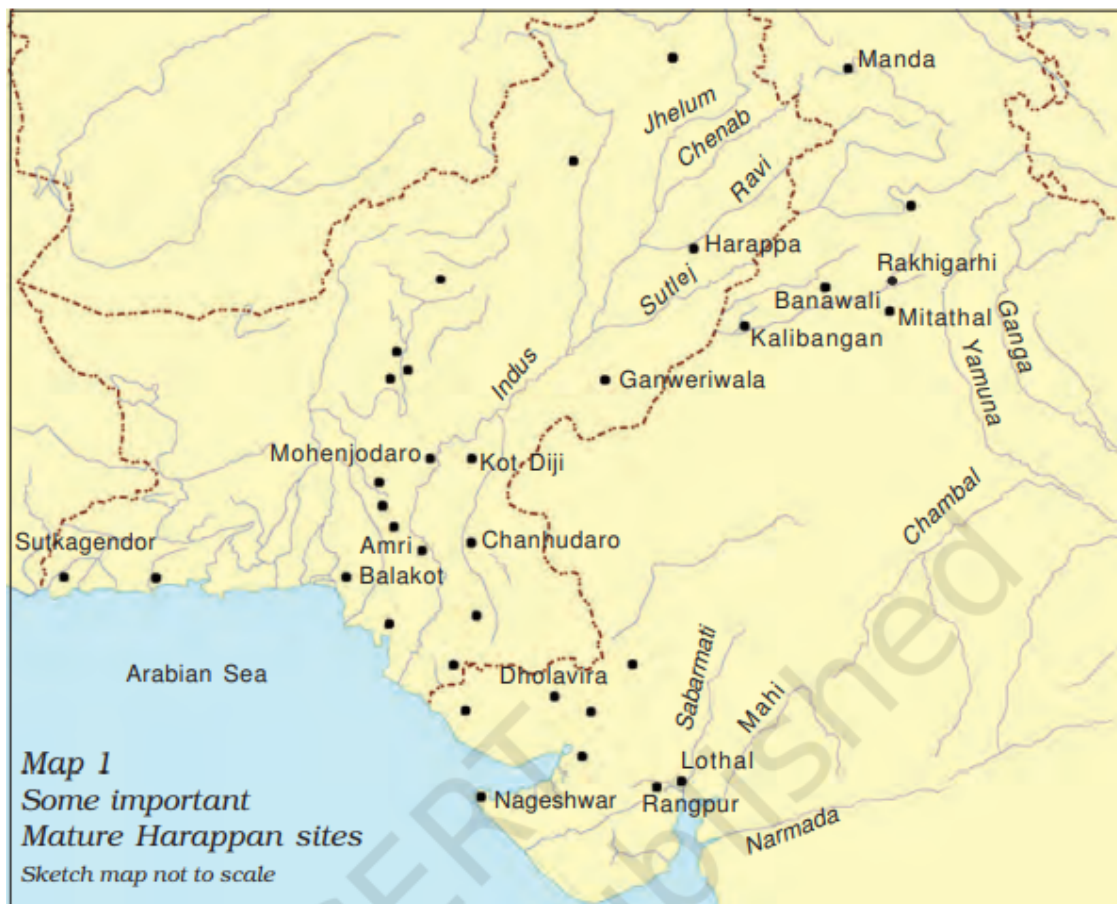 Manda
Jhelum
Chenab
Ravi
Harappa
Rakhigarhi
Sutlej
Banawali
Mitathal
Ganga
Kalibangan
Yamuna
Indus
Ganweriwala
Mohenjodaro
Kot Diji
Chambal
Sutkagendor
Amri
Chanhudaro
Balakot
Arabian Sea
Dholavira
Sabarmati
Mahi
Lothal
Nageshwar
Rangpur
Narmada
Map 1
Some important
Mature Harappan sites
Sketch map not to scale